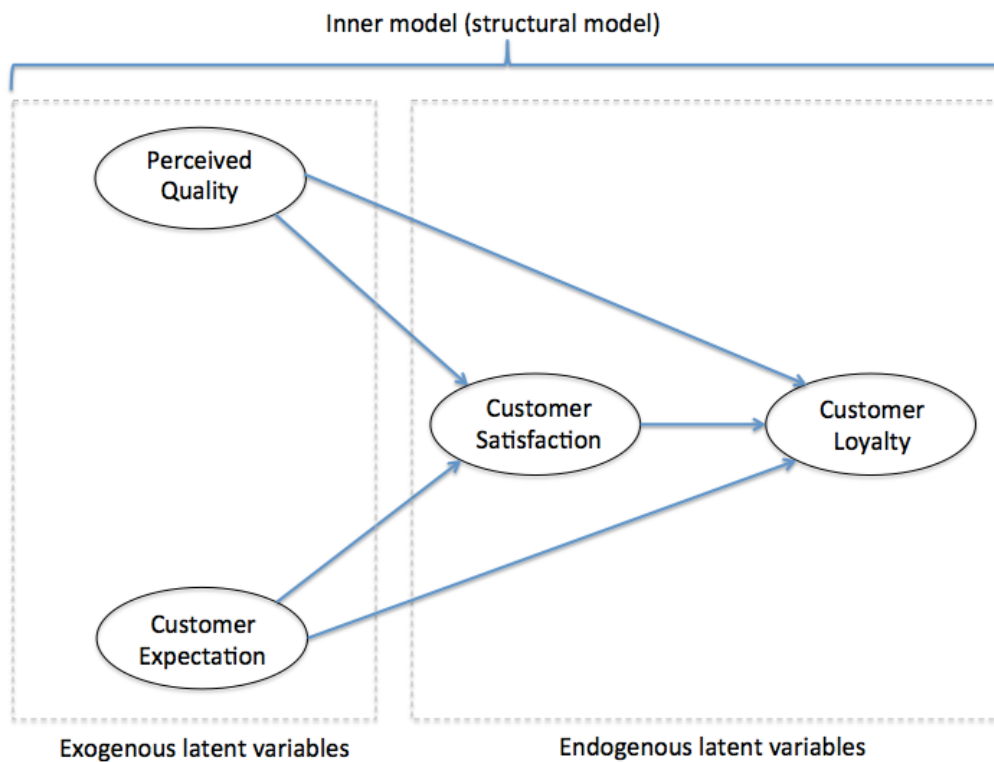 Inner model (structural model)
Perceived
Quality
Customer
Satisfaction
Customer
Loyalty
Customer
Expectation
Exogenous latent variables
Endogenous latent variables